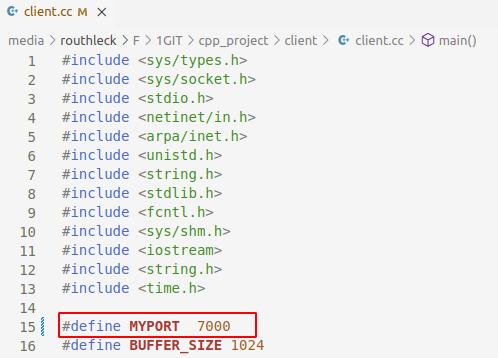 client.cc M ×
media > routhleck > F > 1GIT > cpp_project > client > client.cc > main()
1 #include <sys/types.h>
2 #include <sys/socket.h>
3 #include <stdio.h>
4 #include <netinet/in.h>
5 #include <arpa/inet.h>
6 #include <unistd.h>
7 #include <string.h>
8 #include <stdlib.h>
9 #include <fcntl.h>
10 #include <sys/shm.h>
11 #include <iostream>
12 #include <string.h>
13 #include <time.h>
14
15 #define MYPORT  7000
16 #define BUFFER_SIZE 1024